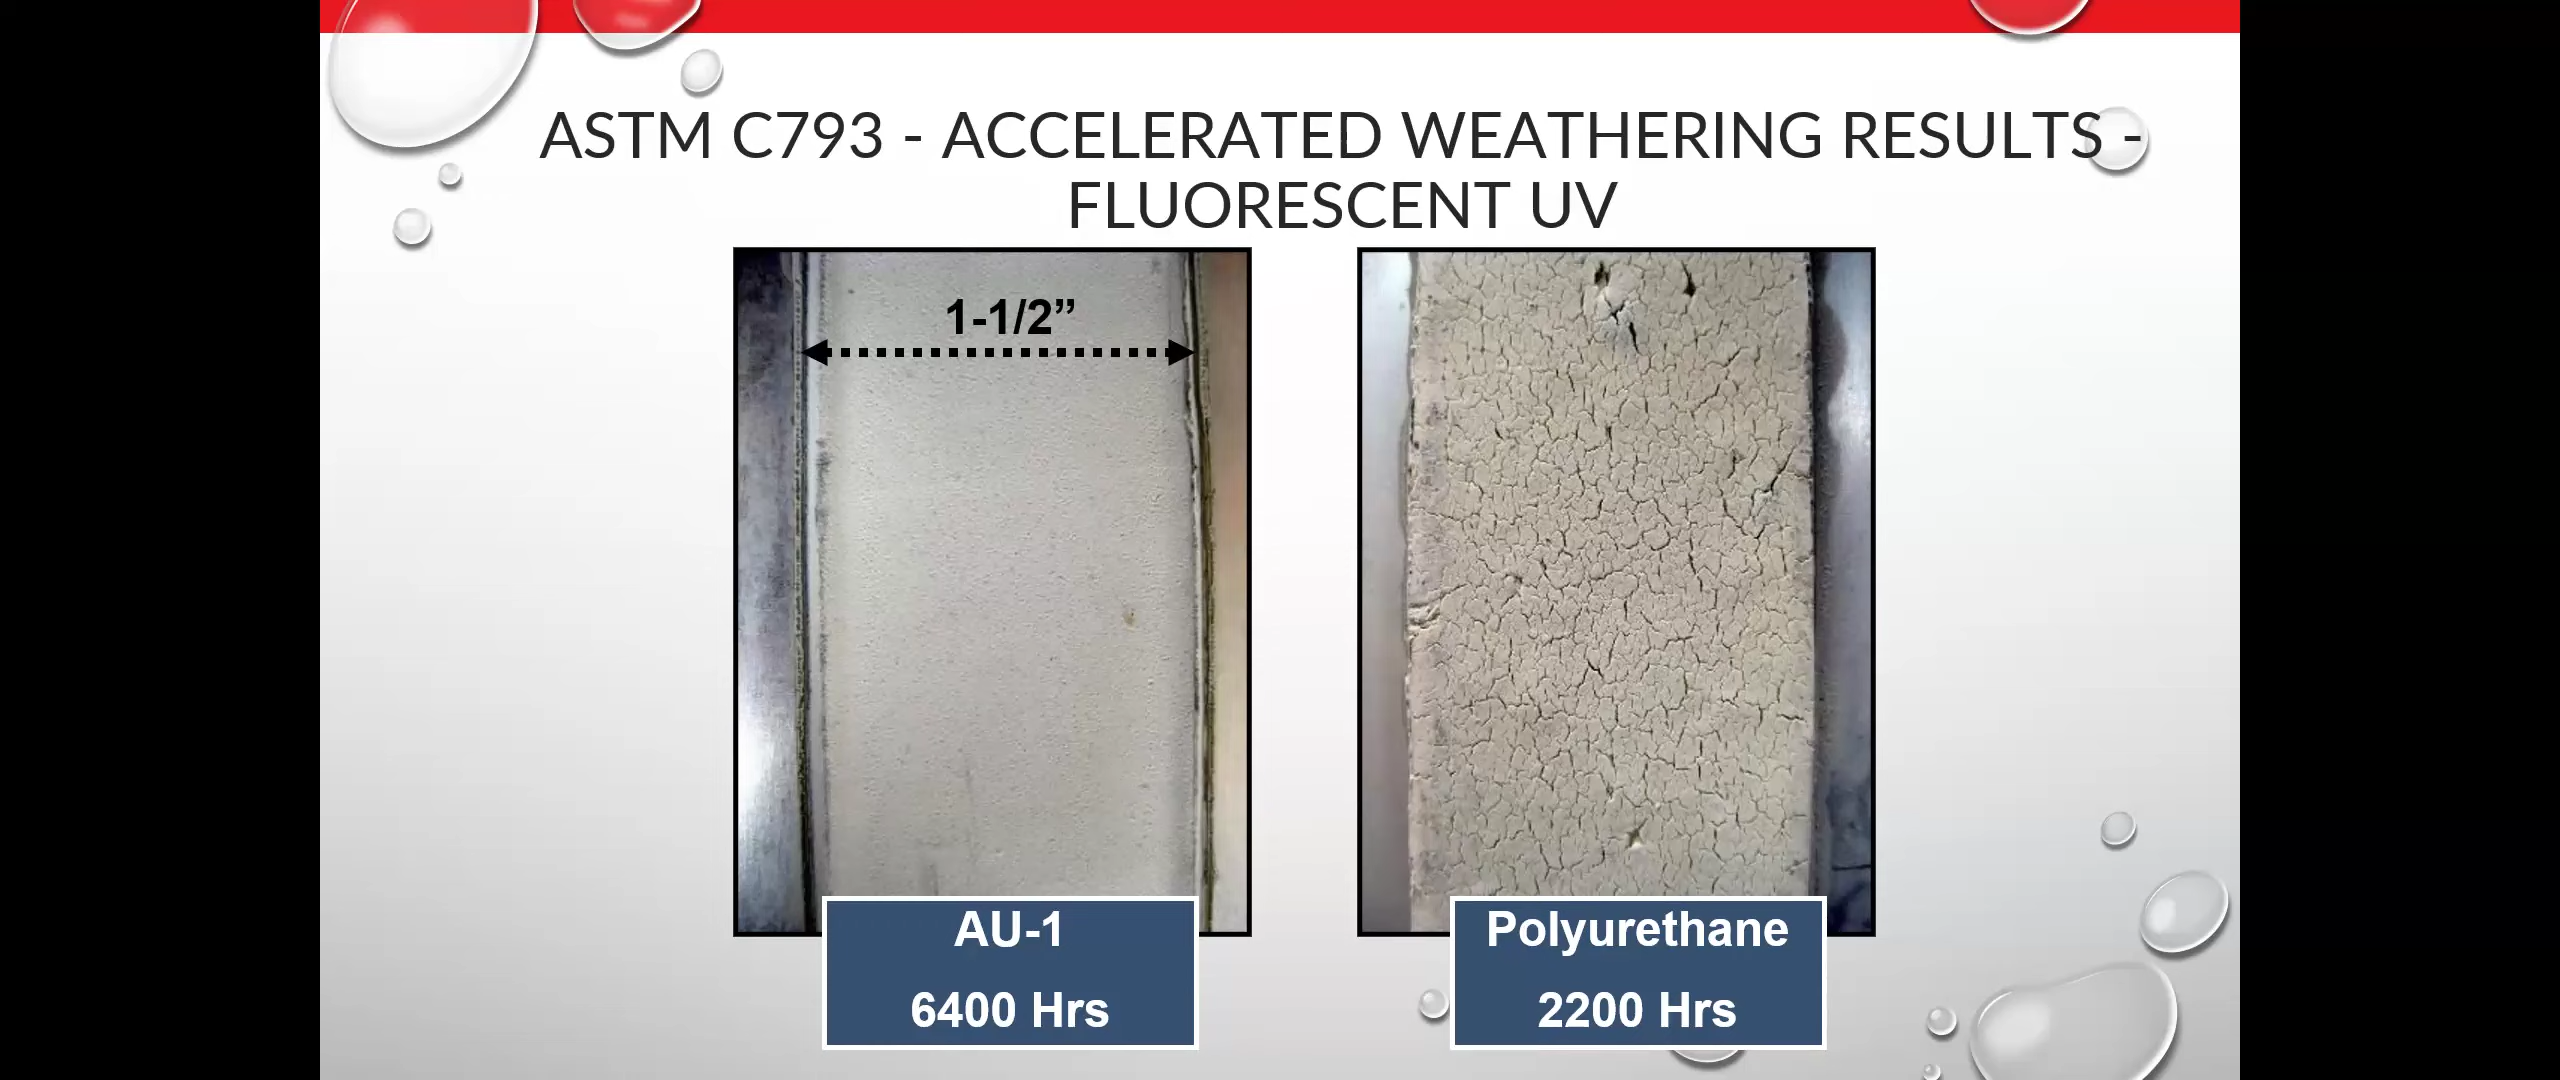 ASTM C793 - ACCELERATED WEATHERING RESULTS -
FLUORESCENT UV
1-1/2”
AU-1
6400 Hrs
Polyurethane
2200 Hrs